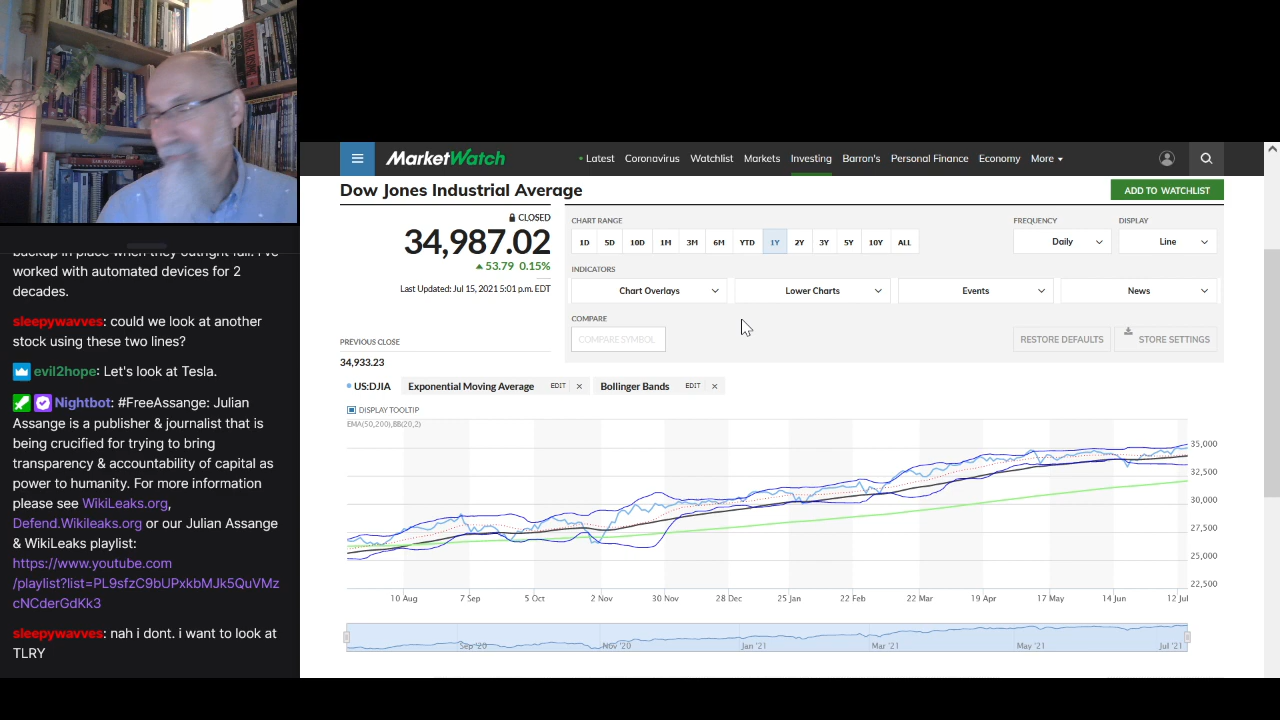 backup in place when they outright fail. I've
worked with automated devices for 2
decades.
sleepywavves: could we look at another
stock using these two lines?
evil2hope: Let's look at Tesla.
Nightbot: #FreeAssange: Julian
Assange is a publisher & journalist that is
being crucified for trying to bring
transparency & accountability of capital as
power to humanity. For more information
please see WikiLeaks.org,
Defend.Wikileaks.org or our Julian Assange
& WikiLeaks playlist:
https://www.youtube.com
/playlist?list=PL9sfzC9bUPxkbMJk5QuVMz
cNCderGdKk3
sleepywavves: nah i dont. i want to look at
TLRY
MarketWatch
Latest Coronavirus Watchlist Markets Investing Barron's Personal Finance Economy More
Dow Jones Industrial Average
ADD TO WATCHLIST
CLOSED
34,987.02
53.79 0.15%
Last Updated: Jul 15, 2021 5:01 p.m. EDT
PREVIOUS CLOSE
34,933.23
CHART RANGE
1D 5D 10D 1M 3M 6M YTD 1Y 2Y 3Y 5Y 10Y ALL
FREQUENCY
Daily
DISPLAY
Line
INDICATORS
Chart Overlays
Lower Charts
Events
News
COMPARE
COMPARE SYMBOL
RESTORE DEFAULTS
STORE SETTINGS
US:DJIA
Exponential Moving Average EDIT ×
Bollinger Bands EDIT ×
DISPLAY TOOLTIP
EMA(50,200),BB(20,2)
35,000
32,500
30,000
27,500
25,000
22,500
10 Aug 7 Sep 5 Oct 2 Nov 30 Nov 28 Dec 25 Jan 22 Feb 22 Mar 19 Apr 17 May 14 Jun 12 Jul
Sep '20 Nov '20 Jan '21 Mar '21 May '21 Jul '21